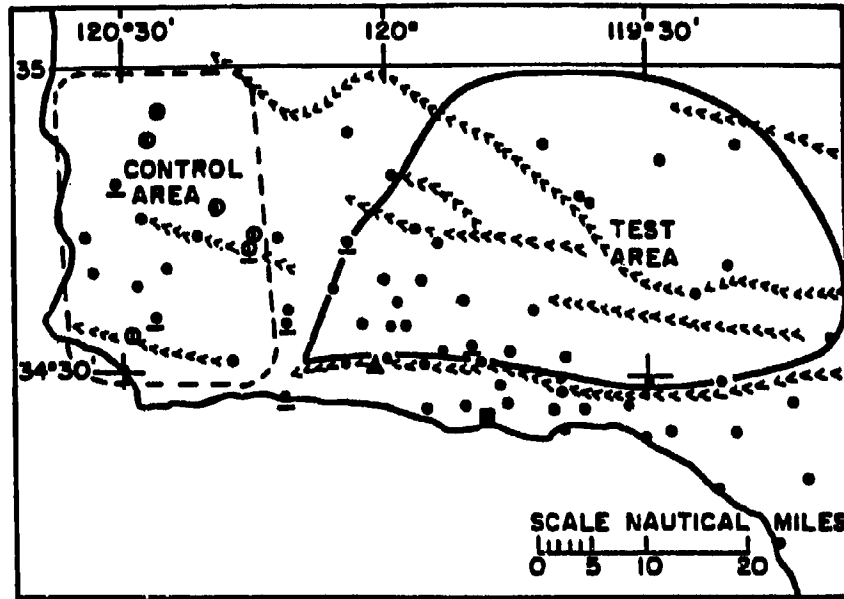 120°30' 120° 119°30'
35
CONTROL
AREA
TEST
AREA
34°30'
SCALE NAUTICAL MILES
0 5 10 20